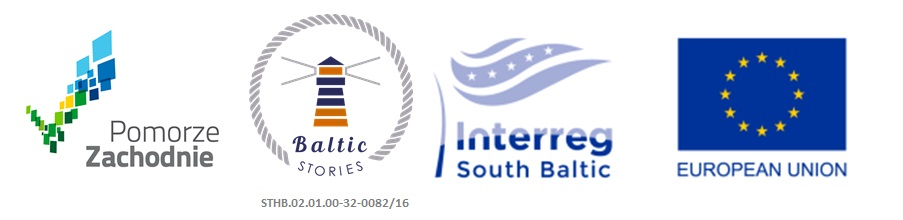 Pomorze
Zachodnie
Baltic
STORIES
STHB.02.01.00-32-0082/16
Interreg
South Baltic
EUROPEAN UNION